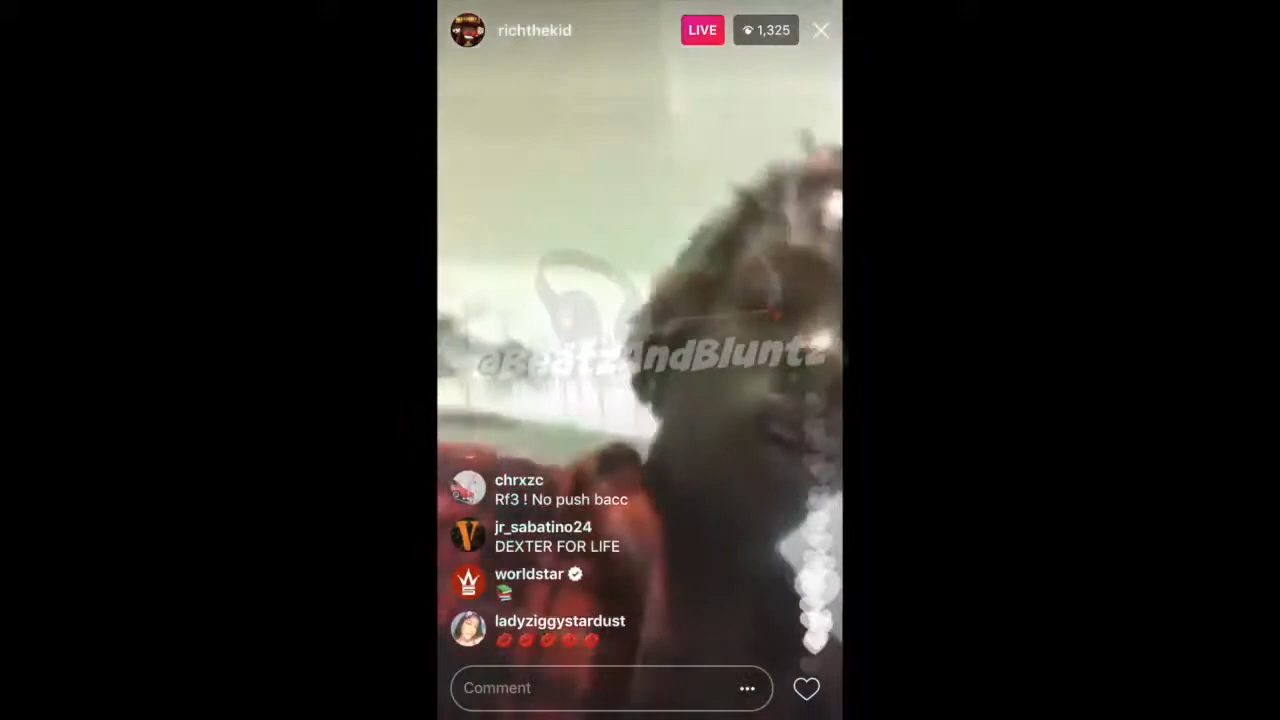 richthekid
LIVE
1,325
@BeatzAndBluntz
chrxzc
Rf3 ! No push bacc
jr_sabatino24
DEXTER FOR LIFE
worldstar
ladyziggystardust
Comment